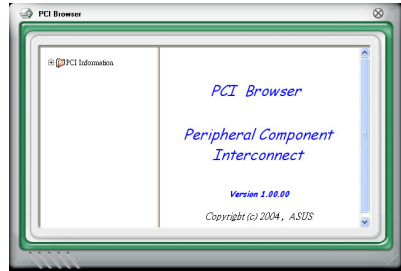 PCI Browser
PCI Information
PCI Browser
Peripheral Component
Interconnect
Version 1.00.00
Copyright (c) 2004, ASUS